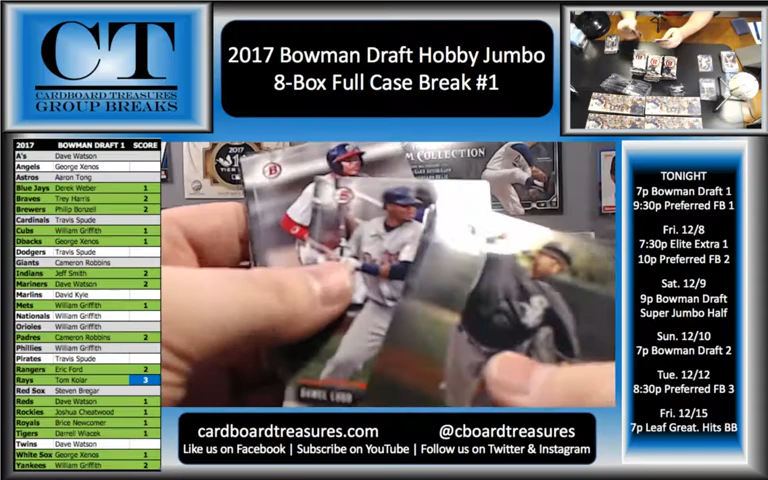 CT
CARDBOARD TREASURES
GROUP BREAKS
2017 Bowman Draft Hobby Jumbo
8-Box Full Case Break #1
2017 BOWMAN DRAFT 1 SCORE
A's Dave Watson
Angels George Xenos
Astros Aaron Tong
Blue Jays Derek Weber 1
Braves Trey Harris 2
Brewers Philip Bonzell 2
Cardinals Travis Spude
Cubs William Griffith 1
Dbacks George Xenos 1
Dodgers Travis Spude
Giants Cameron Robbins
Indians Jeff Smith 2
Mariners Dave Watson 2
Marlins David Kyle
Mets William Griffith 1
Nationals William Griffith
Orioles William Griffith
Padres Cameron Robbins 2
Phillies William Griffith
Pirates Travis Spude
Rangers Eric Ford 2
Rays Tom Kolar 3
Red Sox Steven Bregar
Reds Dave Watson 1
Rockies Joshua Cheatwood 1
Royals Brice Newcomer 1
Tigers Darrell Wiacek 1
Twins Dave Watson
White Sox George Xenos 1
Yankees William Griffith 2
2017
M COLLECTION
TONIGHT
7p Bowman Draft 1
9:30p Preferred FB 1
Fri. 12/8
7:30p Elite Extra 1
10p Preferred FB 2
Sat. 12/9
9p Bowman Draft
Super Jumbo Half
Sun. 12/10
7p Bowman Draft 2
Tue. 12/12
8:30p Preferred FB 3
Fri. 12/15
7p Leaf Great. Hits BB
cardboardtreasures.com @cboardtreasures
Like us on Facebook | Subscribe on YouTube | Follow us on Twitter & Instagram